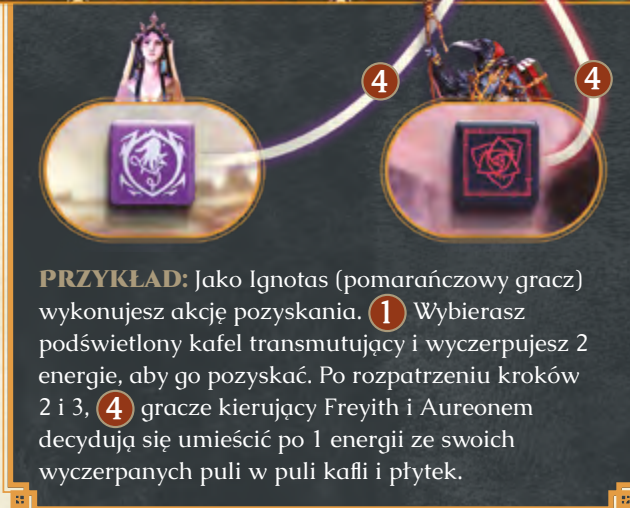 4
4
PRZYKŁAD: Jako Ignotas (pomarańczowy gracz)
wykonujesz akcję pozyskania. 1 Wybierasz
podświetlony kafel transmutujący i wyczerpujesz 2
energie, aby go pozyskać. Po rozpatrzeniu kroków
2 i 3, 4 gracze kierujący Freyith i Aureonem
decydują się umieścić po 1 energii ze swoich
wyczerpanych puli w puli kafli i płytek.